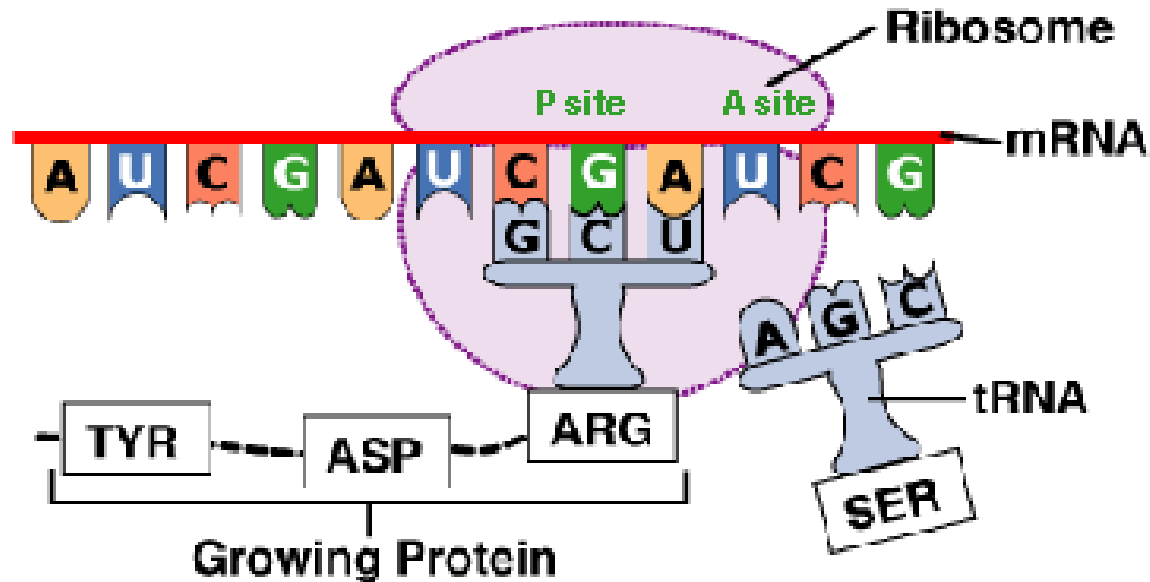 Ribosome
P site A site
mRNA
A U C G A U C G A U C G
G C U
A G C
tRNA
TYR ASP ARG
SER
Growing Protein